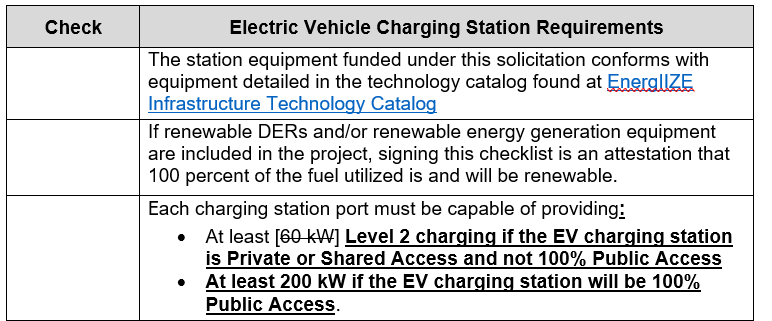 Check
Electric Vehicle Charging Station Requirements
The station equipment funded under this solicitation conforms with
equipment detailed in the technology catalog found at EnergIIZE
Infrastructure Technology Catalog
If renewable DERs and/or renewable energy generation equipment
are included in the project, signing this checklist is an attestation that
100 percent of the fuel utilized is and will be renewable.
Each charging station port must be capable of providing:
• At least [60 kW] Level 2 charging if the EV charging station
is Private or Shared Access and not 100% Public Access
• At least 200 kW if the EV charging station will be 100%
Public Access.